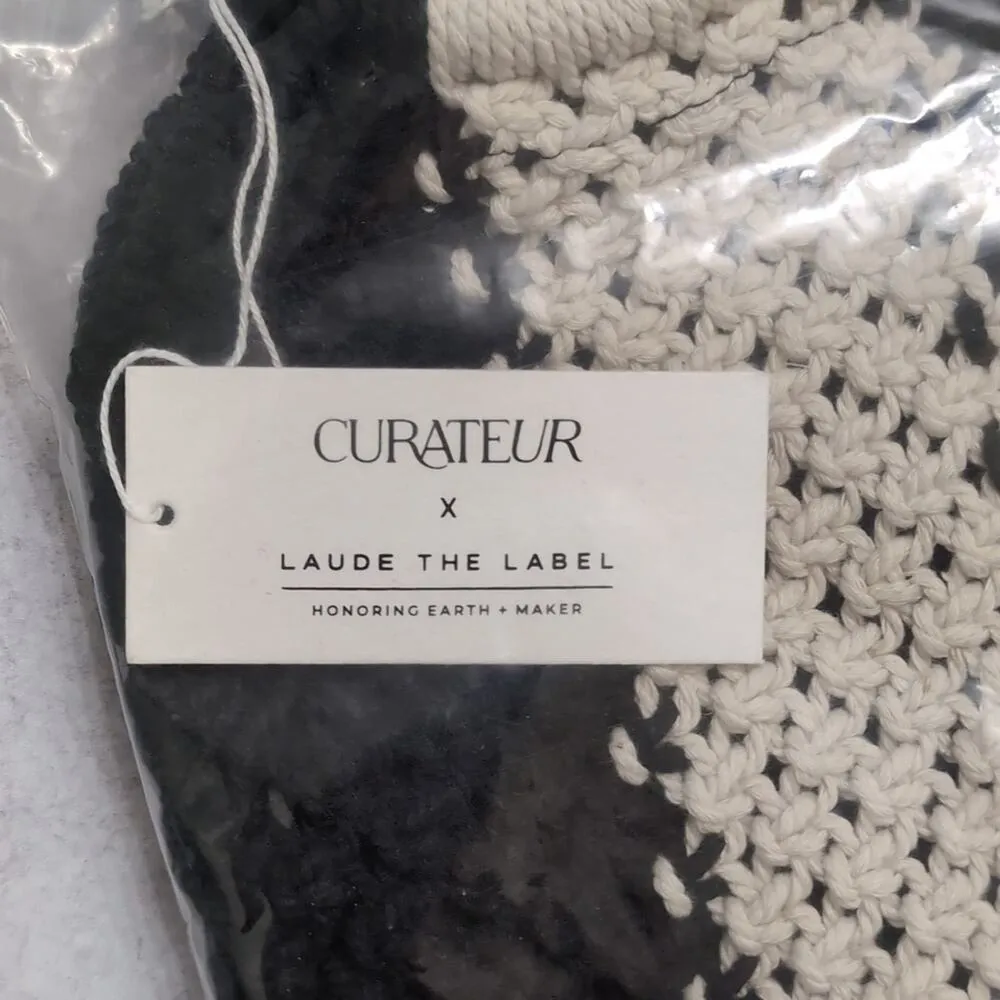 CURATEUR
X
LAUDE THE LABEL
HONORING EARTH + MAKER